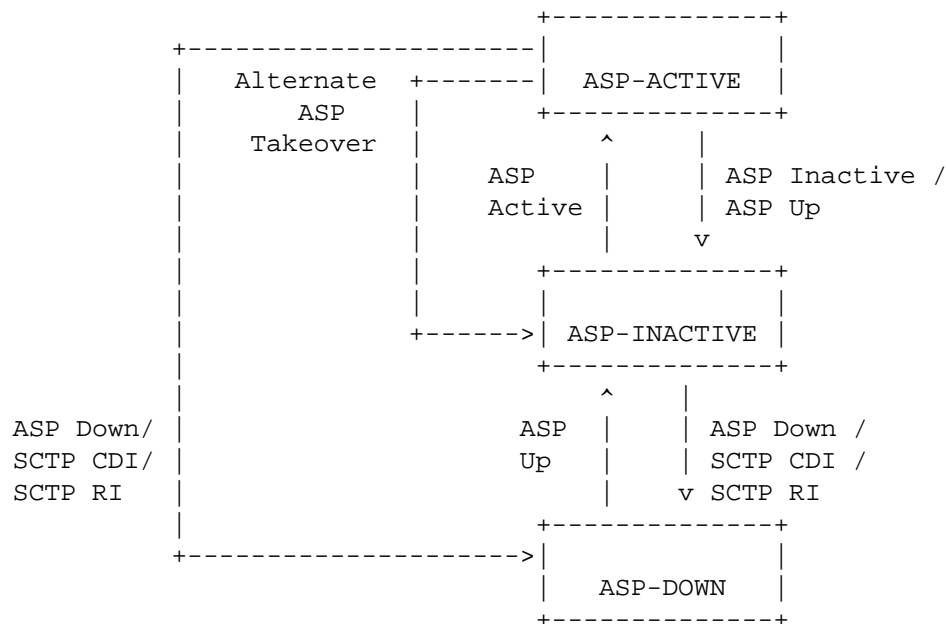 ASP-ACTIVE
Alternate
ASP
Takeover
ASP
Active
ASP Inactive /
ASP Up
ASP-INACTIVE
ASP Down/
SCTP CDI/
SCTP RI
ASP
Up
ASP Down /
SCTP CDI /
SCTP RI
ASP-DOWN